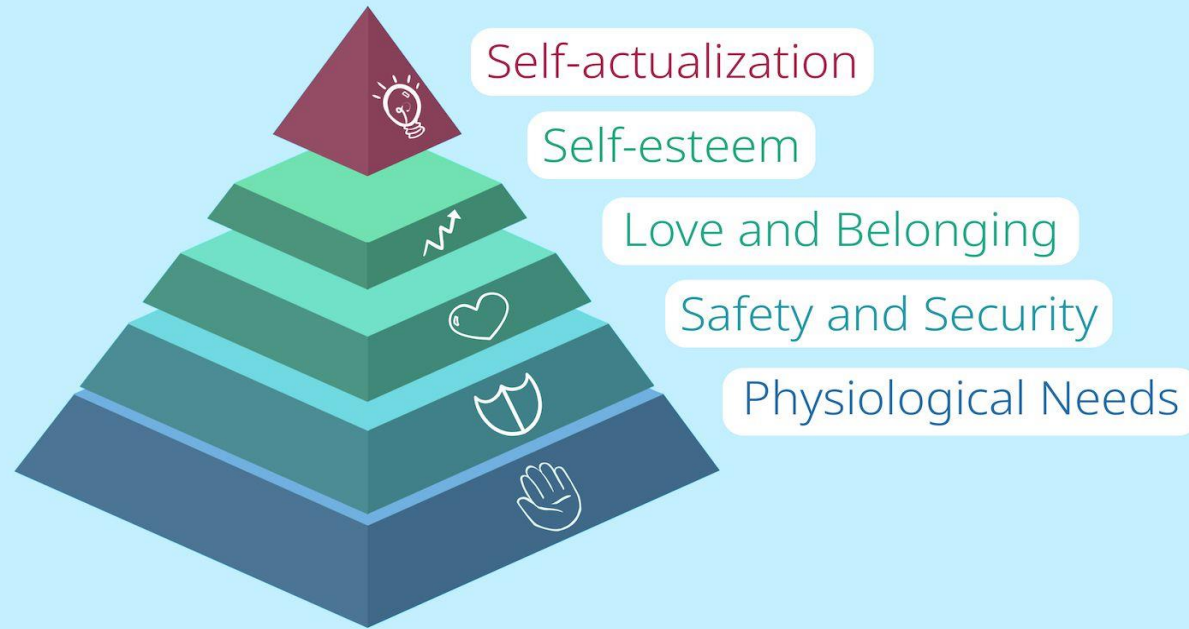 Self-actualization
Self-esteem
Love and Belonging
Safety and Security
Physiological Needs